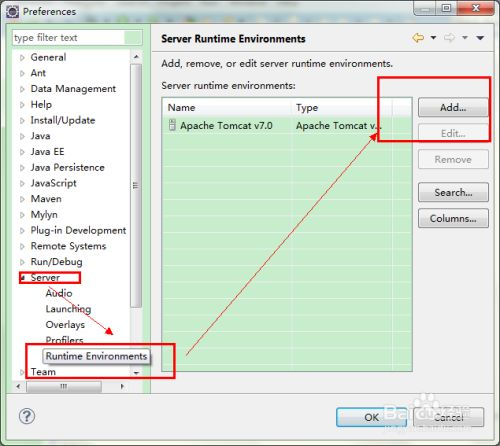 Preferences
type filter text
General
Ant
Data Management
Help
Install/Update
Java
Java EE
Java Persistence
JavaScript
Maven
Mylyn
Plug-in Development
Remote Systems
Run/Debug
Server
Audio
Launching
Overlays
Profilers
Runtime Environments
Team
Server Runtime Environments
Add, remove, or edit server runtime environments.
Server runtime environments:
Name Type
Apache Tomcat v7.0 Apache Tomcat v...
Add...
Edit...
Remove
Search...
Columns...
OK Cancel